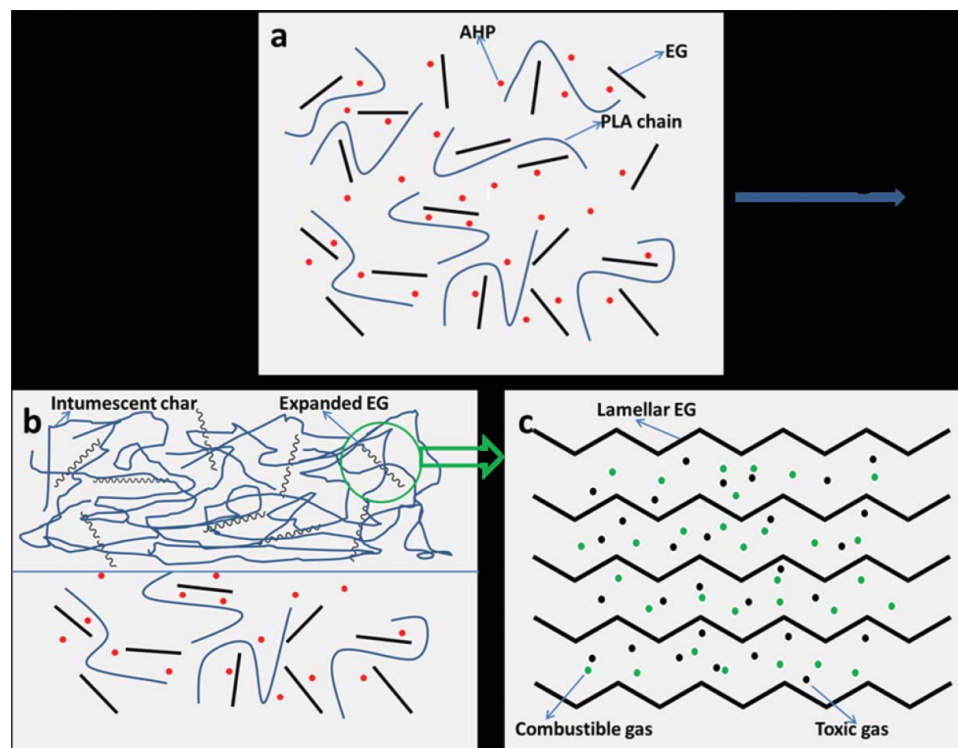 a
AHP
EG
PLA chain
b
Intumescent char
Expanded EG
c
Lamellar EG
Combustible gas
Toxic gas